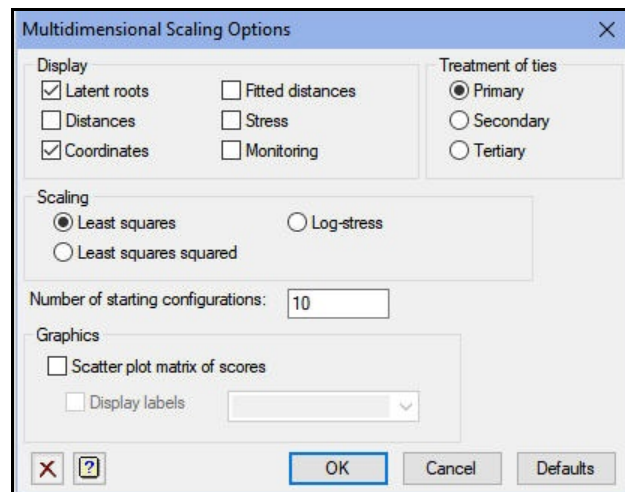 Multidimensional Scaling Options
Display
Latent roots
Fitted distances
Distances
Stress
Coordinates
Monitoring
Treatment of ties
Primary
Secondary
Tertiary
Scaling
Least squares
Log-stress
Least squares squared
Number of starting configurations: 10
Graphics
Scatter plot matrix of scores
Display labels
OK
Cancel
Defaults